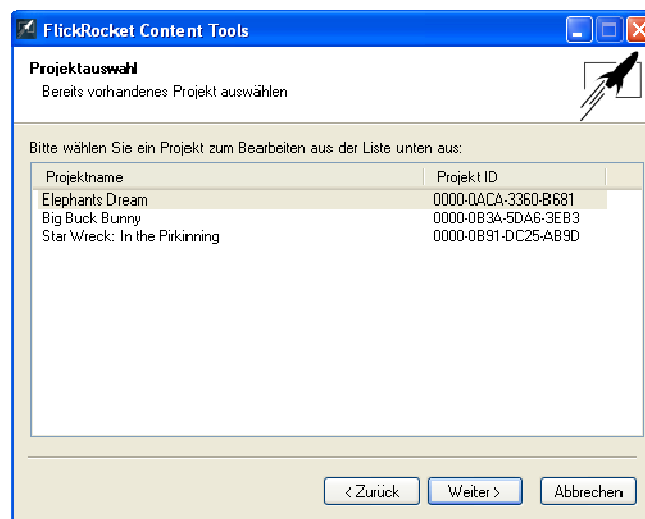 FlickRocket Content Tools
Projektauswahl
Bereits vorhandenes Projekt auswählen
Bitte wählen Sie ein Projekt zum Bearbeiten aus der Liste unten aus:
Projektname Projekt ID
Elephants Dream 0000-0ACA-3360-B681
Big Buck Bunny 0000-0B3A-5DA6-3EB3
Star Wreck: In the Pirkinning 0000-0B91-DC25-AB9D
< Zurück Weiter > Abbrechen